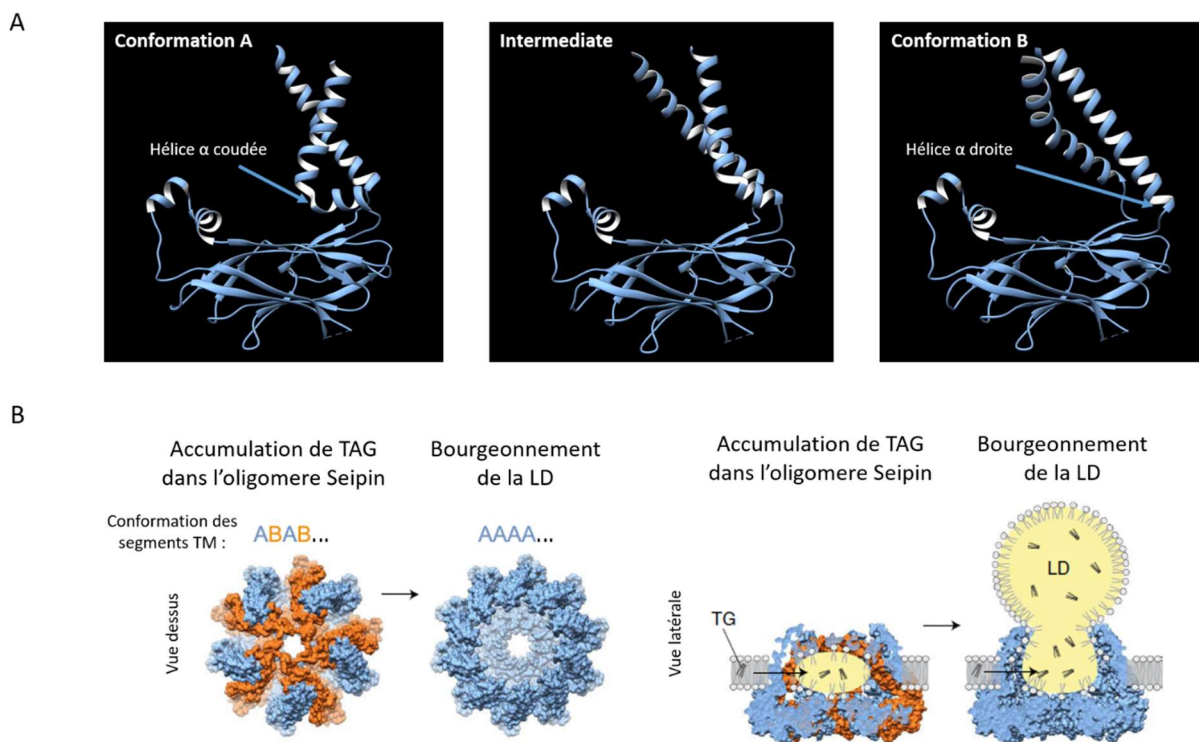 A
Conformation A
Hélice α coudée
Intermediate
Conformation B
Hélice α droite
B
Accumulation de TAG
dans l’oligomere Seipin
Bourgeonnement
de la LD
Conformation des
segments TM :
ABAB...
AAAA...
Vue dessus
Accumulation de TAG
dans l’oligomere Seipin
Bourgeonnement
de la LD
Vue latérale
TG
LD